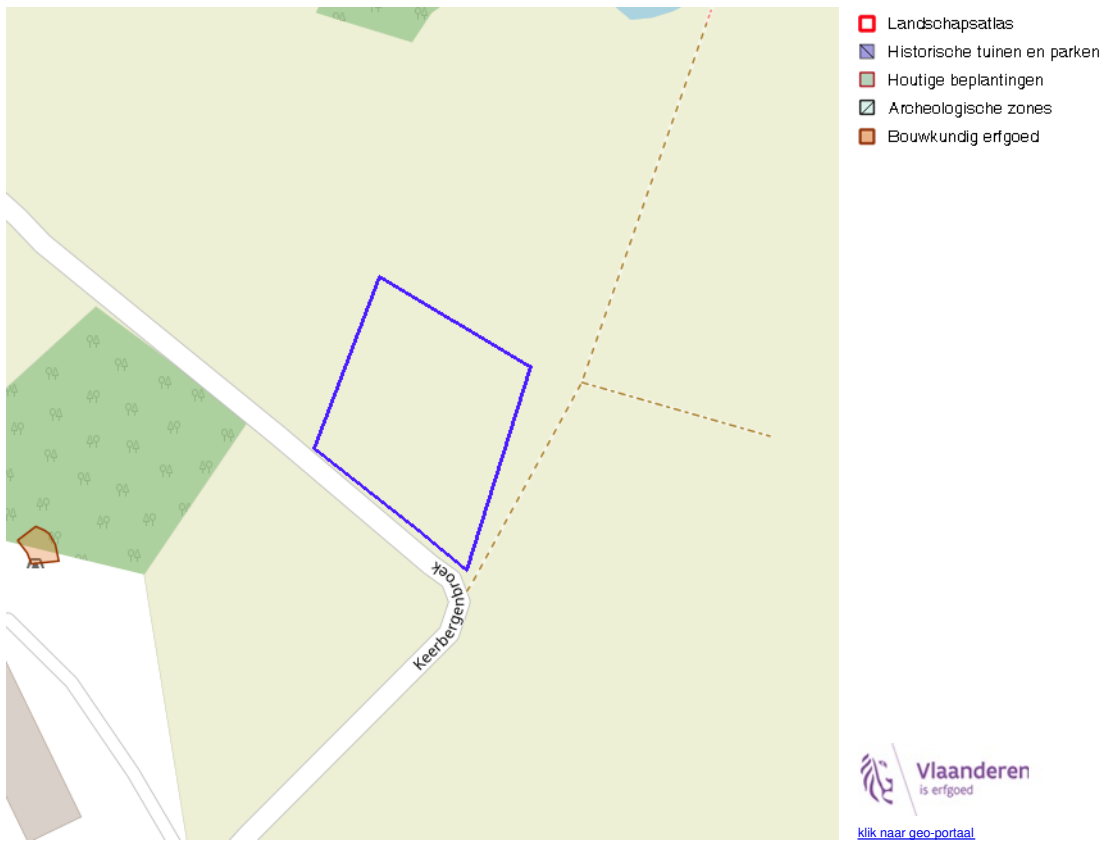 Landschapsatlas
Historische tuinen en parken
Houtige beplantingen
Archeologische zones
Bouwkundig erfgoed
Keerbergenbroek
Vlaanderen
is erfgoed
klik naar geo-portaal